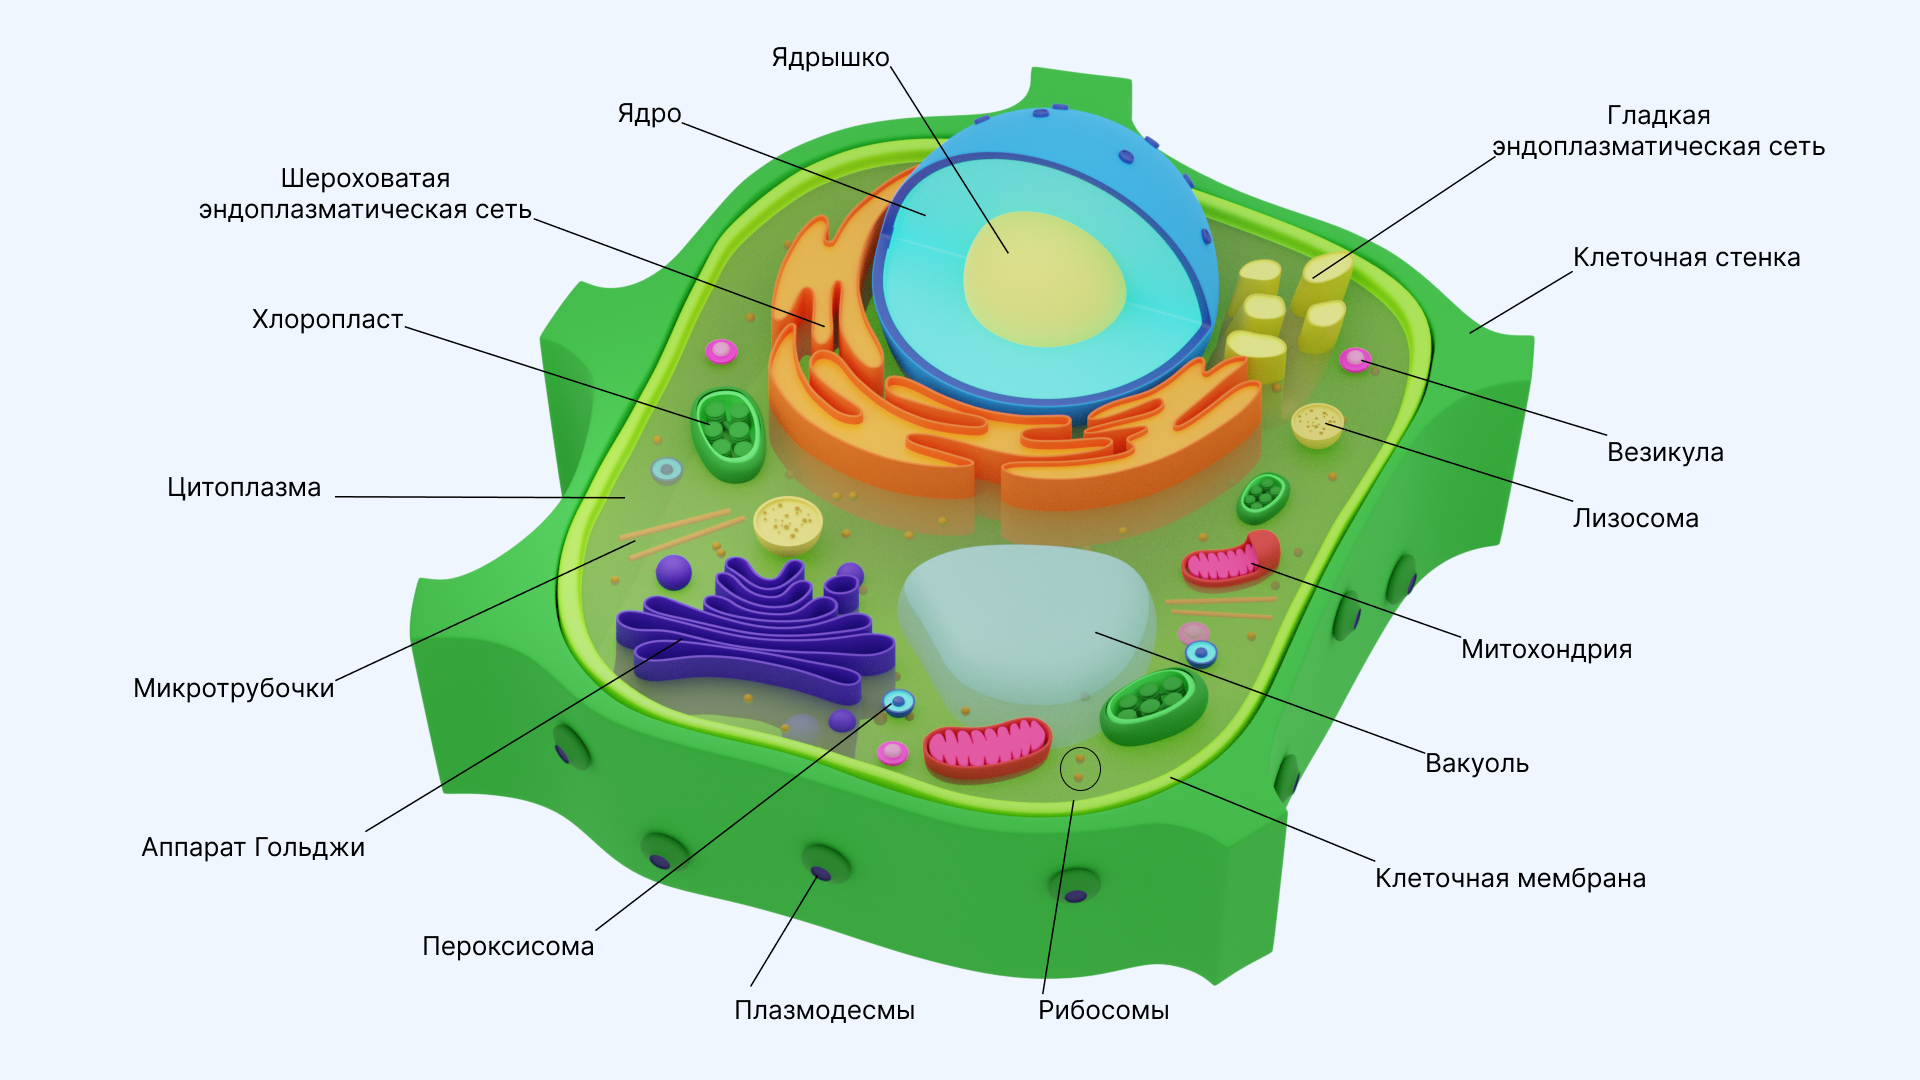 Ядрышко
Ядро
Гладкая
эндоплазматическая сеть
Шероховатая
эндоплазматическая сеть
Клеточная стенка
Хлоропласт
Везикула
Цитоплазма
Лизосома
Митохондрия
Микротрубочки
Вакуоль
Аппарат Гольджи
Клеточная мембрана
Пероксисома
Плазмодесмы
Рибосомы